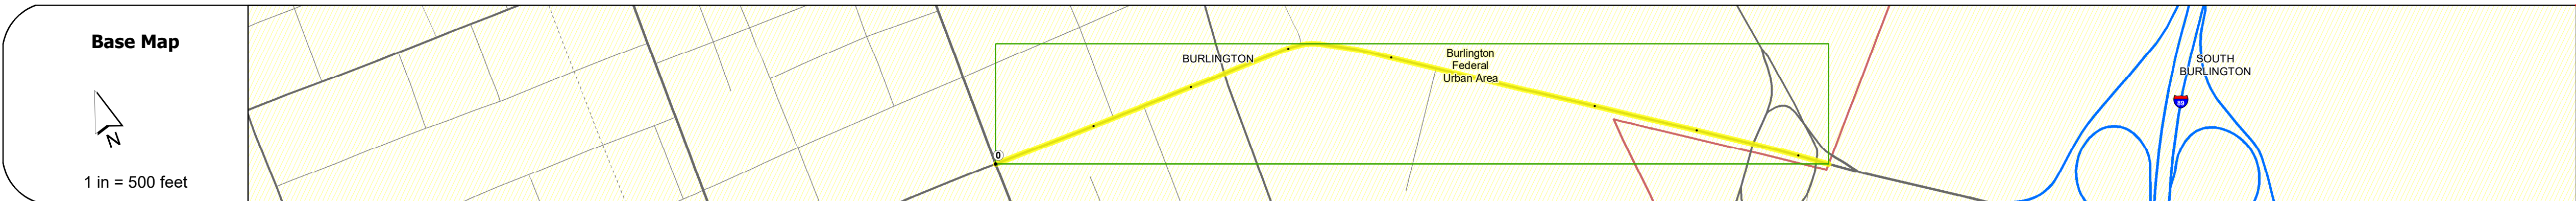 Base Map
N
1 in = 500 feet
0
BURLINGTON
Burlington
Federal
Urban Area
SOUTH
BURLINGTON
89